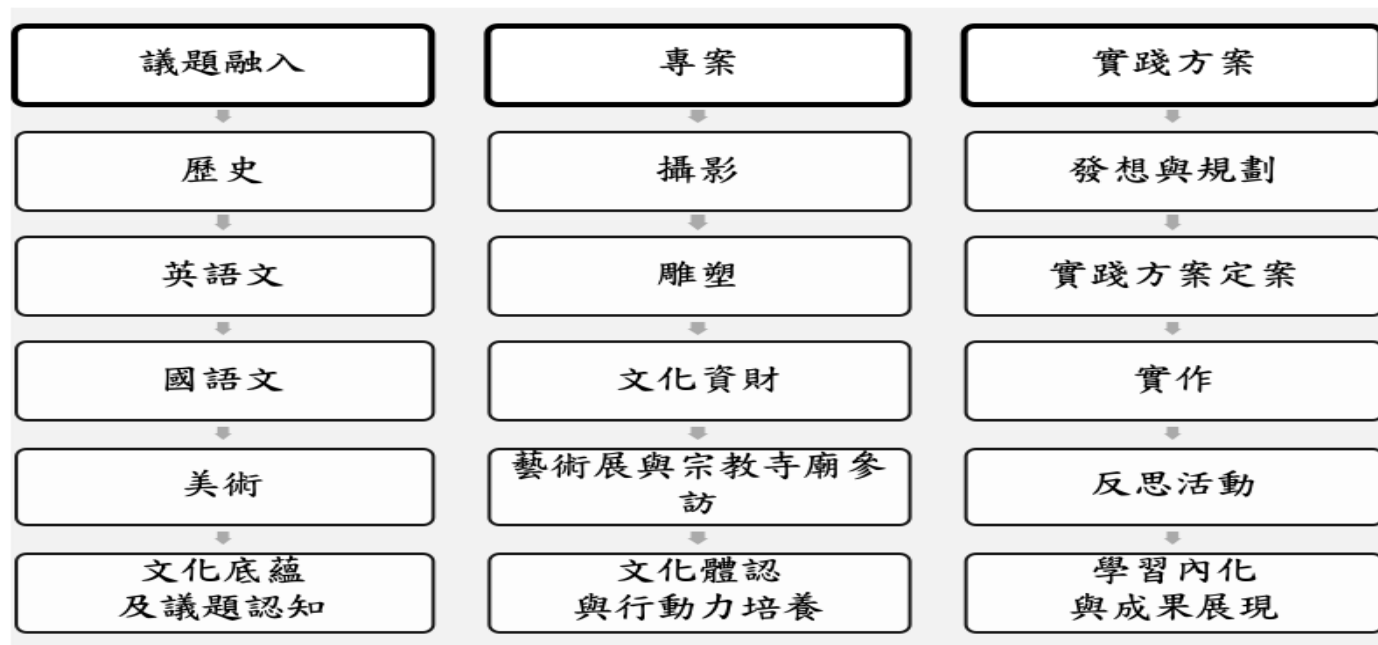 議題融入
歷史
英語文
國語文
美術
文化底蘊
及議題認知
專案
攝影
雕塑
文化資財
藝術展與宗教寺廟參
訪
文化體認
與行動力培養
實踐方案
發想與規劃
實踐方案定案
實作
反思活動
學習內化
與成果展現